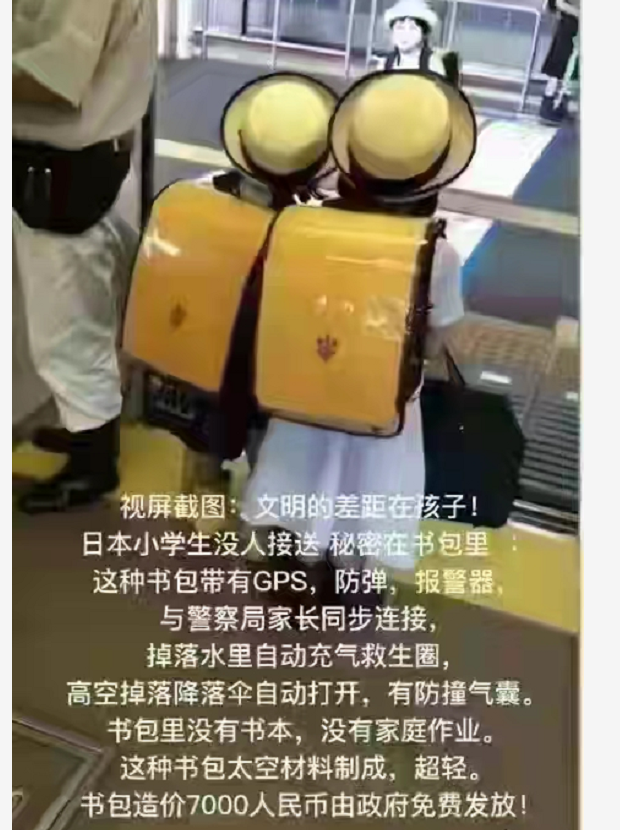 视屏截图：文明的差距在孩子！
日本小学生没人接送 秘密在书包里 ：
这种书包带有GPS，防弹，报警器，
与警察局家长同步连接，
掉落水里自动充气救生圈，
高空掉落降落伞自动打开，有防撞气囊。
书包里没有书本，没有家庭作业。
这种书包太空材料制成，超轻。
书包造价7000人民币由政府免费发放！